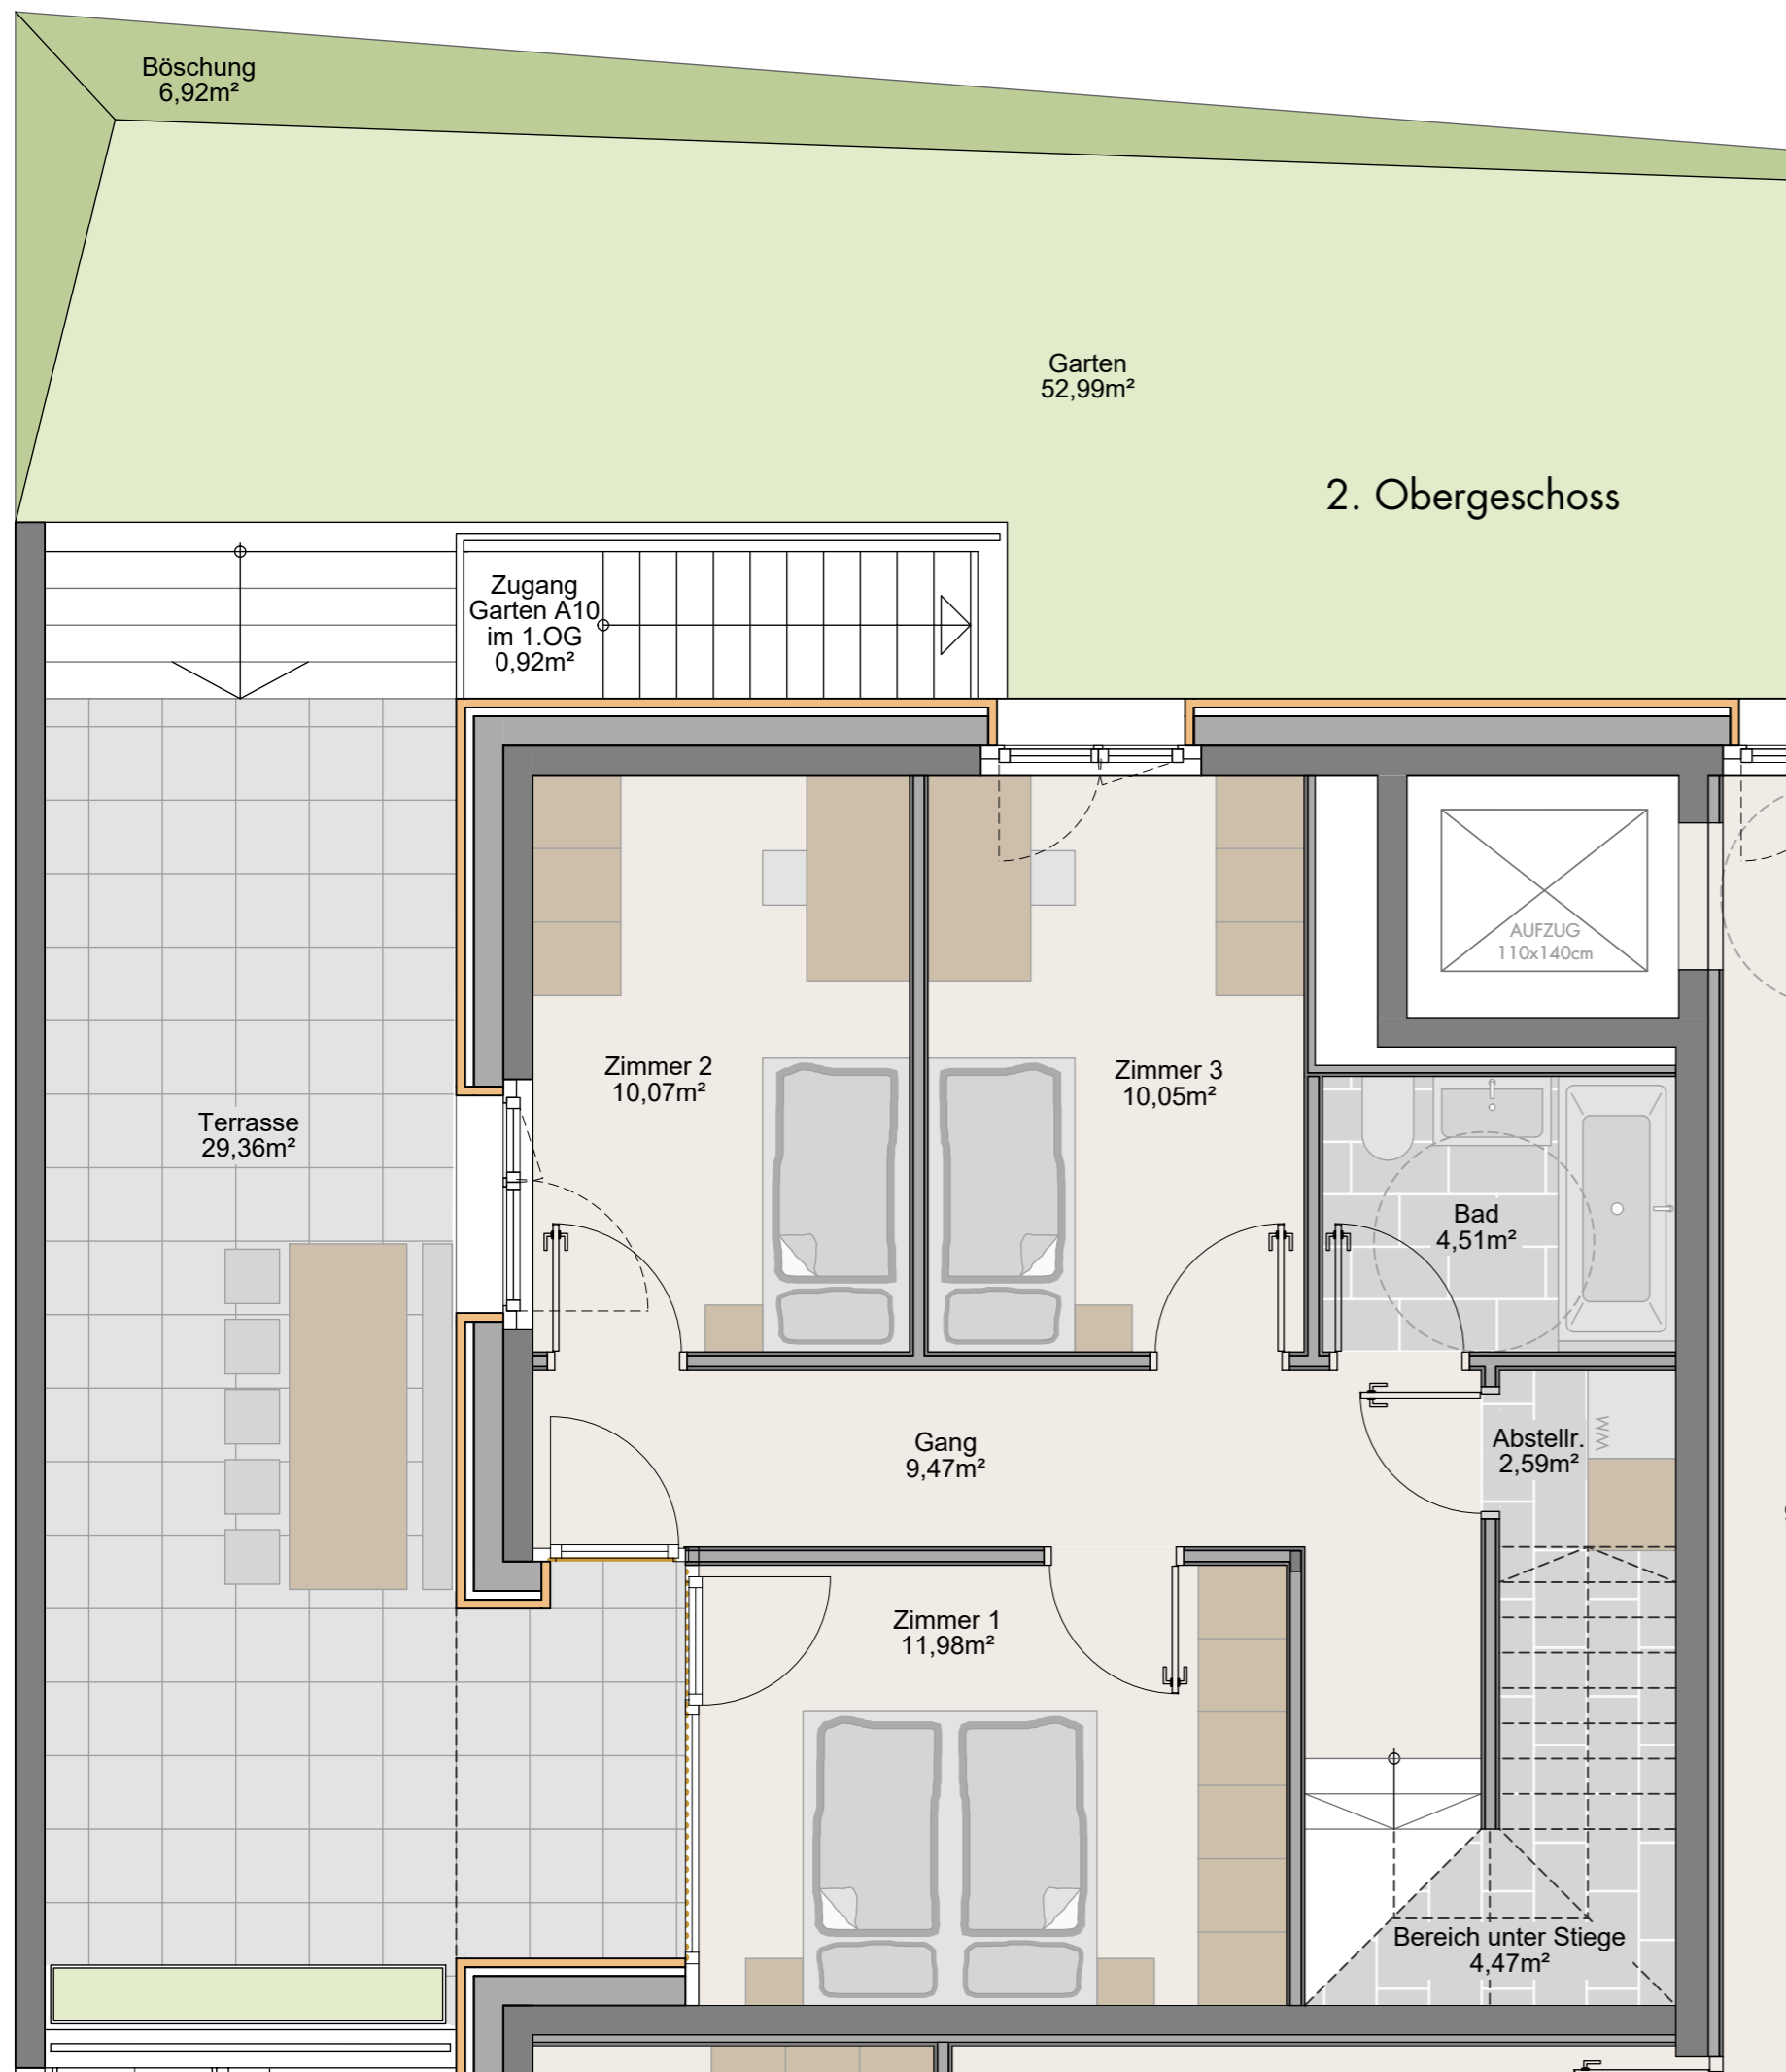 Böschung
6,92m²
Garten
52,99m²
2. Obergeschoss
Zugang
Garten A10
im 1.OG
0,92m²
AUFZUG
110x140cm
Zimmer 2
10,07m²
Zimmer 3
10,05m²
Terrasse
29,36m²
Bad
4,51m²
Gang
9,47m²
Abstellr.
2,59m²
Zimmer 1
11,98m²
Bereich unter Stiege
4,47m²